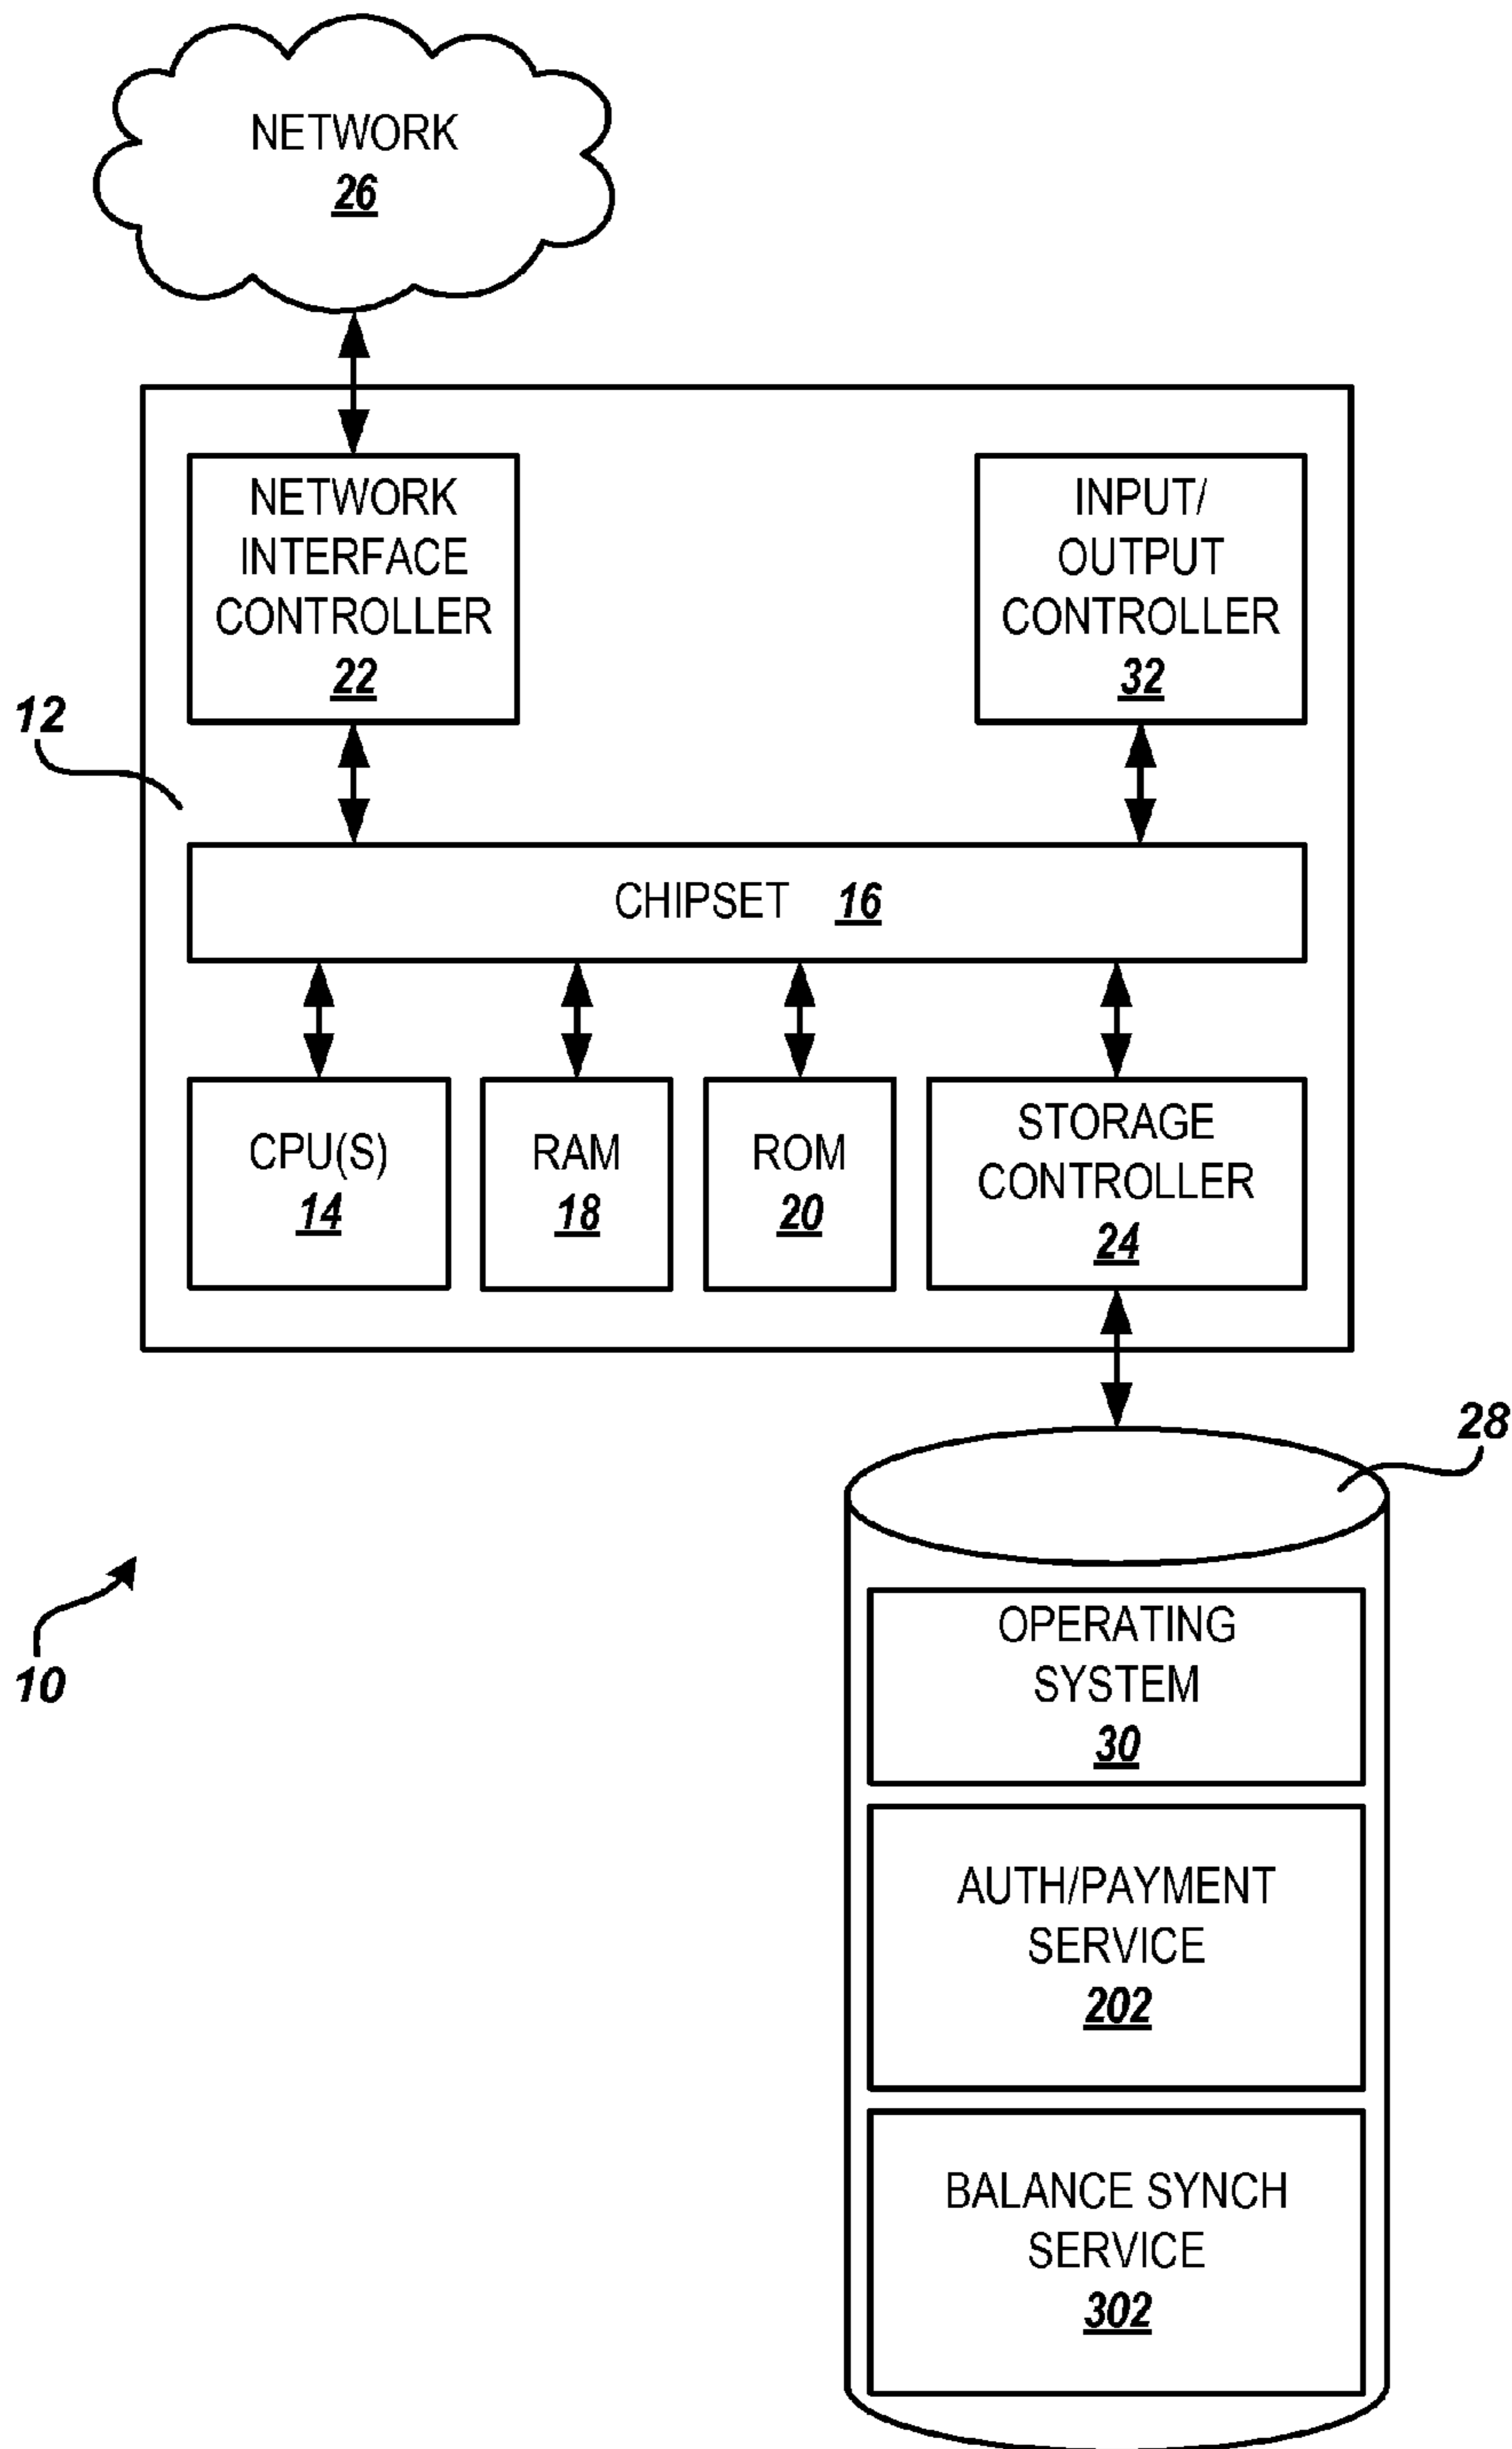 NETWORK
26
NETWORK
INTERFACE
CONTROLLER
22
INPUT/
OUTPUT
CONTROLLER
32
12
CHIPSET 16
CPU(S)
14
RAM
18
ROM
20
STORAGE
CONTROLLER
24
28
10
OPERATING
SYSTEM
30
AUTH/PAYMENT
SERVICE
202
BALANCE SYNCH
SERVICE
302